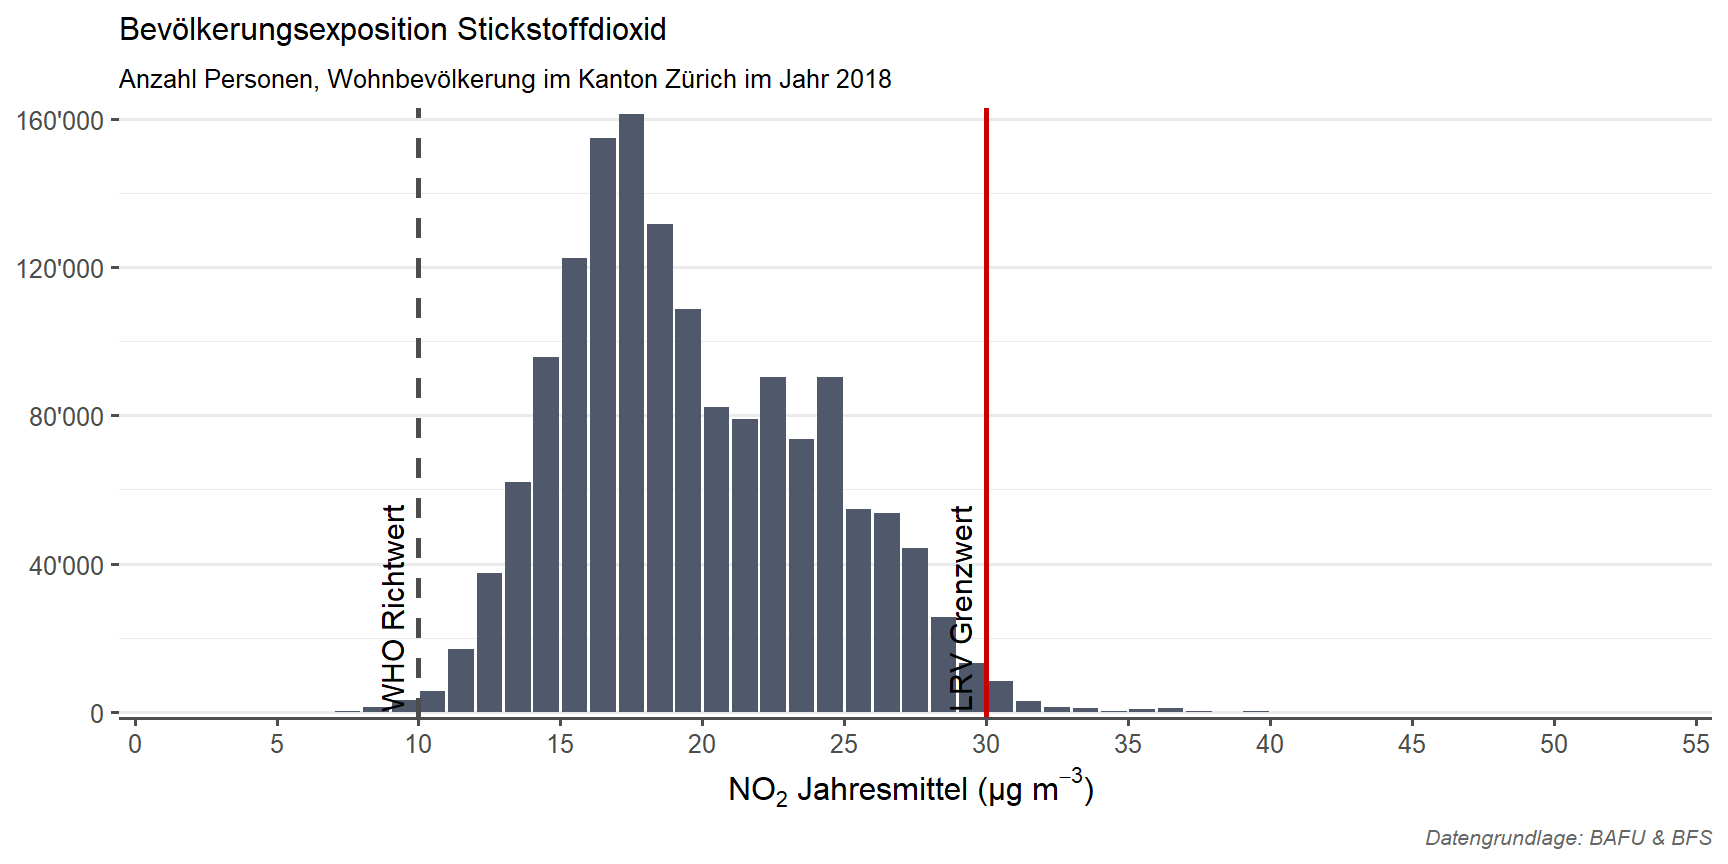 Bevölkerungsexposition Stickstoffdioxid
Anzahl Personen, Wohnbevölkerung im Kanton Zürich im Jahr 2018
160'000
120'000
80'000
40'000
0
WHO Richtwert
LRV Grenzwert
0 5 10 15 20 25 30 35 40 45 50 55
NO₂ Jahresmittel (µg m⁻³)
Datengrundlage: BAFU & BFS